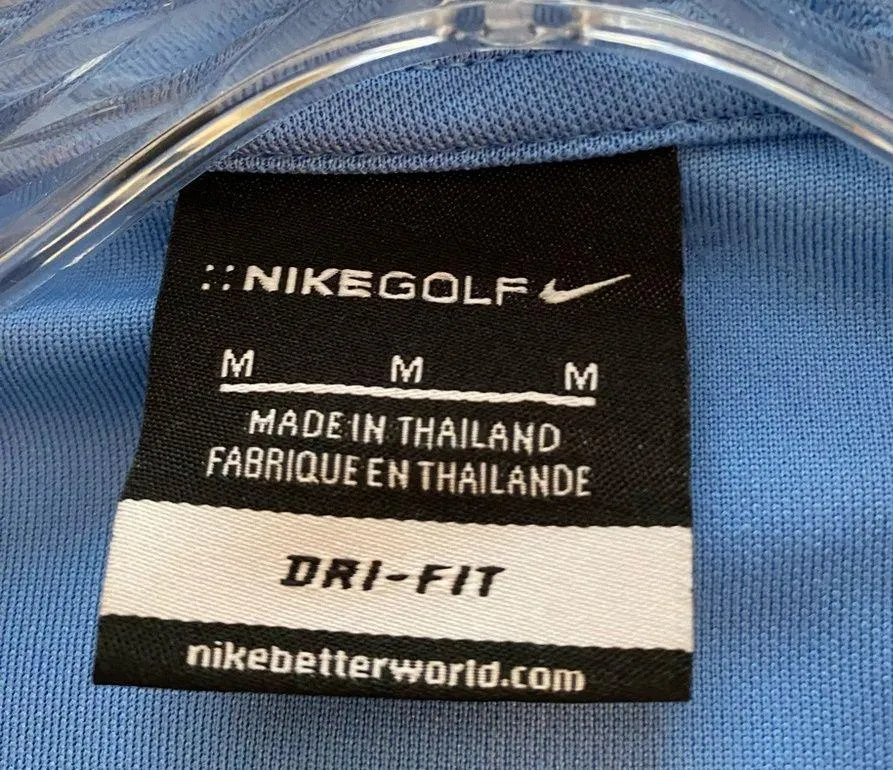 ::NIKEGOLF
M M M
MADE IN THAILAND
FABRIQUE EN THAILANDE
DRI-FIT
nikebetterworld.com